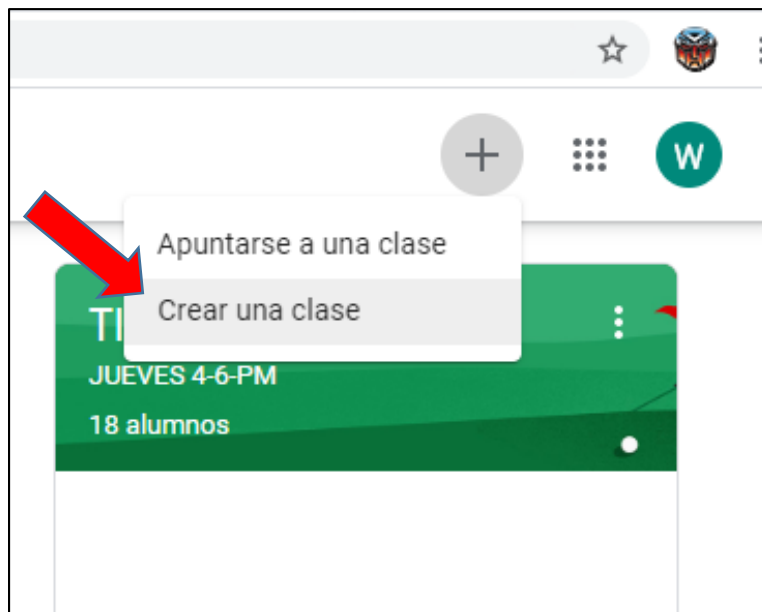 W
Apuntarse a una clase
Crear una clase
JUEVES 4-6-PM
18 alumnos